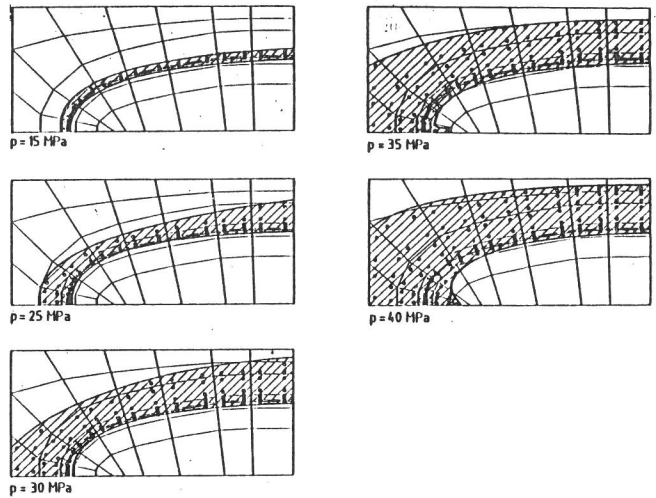 p = 15 MPa
p = 35 MPa
p = 25 MPa
p = 40 MPa
p = 30 MPa